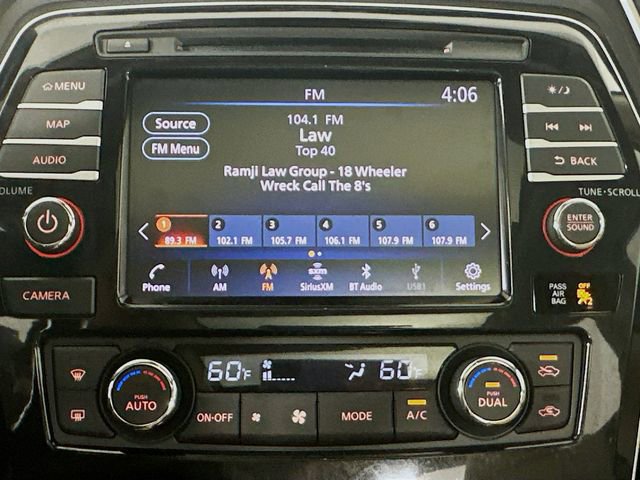 MENU
MAP
AUDIO
VOLUME
CAMERA
FM
4:06
Source
FM Menu
104.1 FM
Law
Top 40
Ramji Law Group - 18 Wheeler
Wreck Call The 8's
1 2 3 4 5 6
89.3 FM 102.1 FM 105.7 FM 106.1 FM 107.9 FM 107.9 FM
sxm
Phone AM FM SiriusXM BT Audio USB1 Settings
BACK
TUNE·SCROLL
ENTER
SOUND
PASS
AIR
BAG
OFF
2
60°F
60°F
PUSH
AUTO
ON·OFF
MODE
A/C
PUSH
DUAL